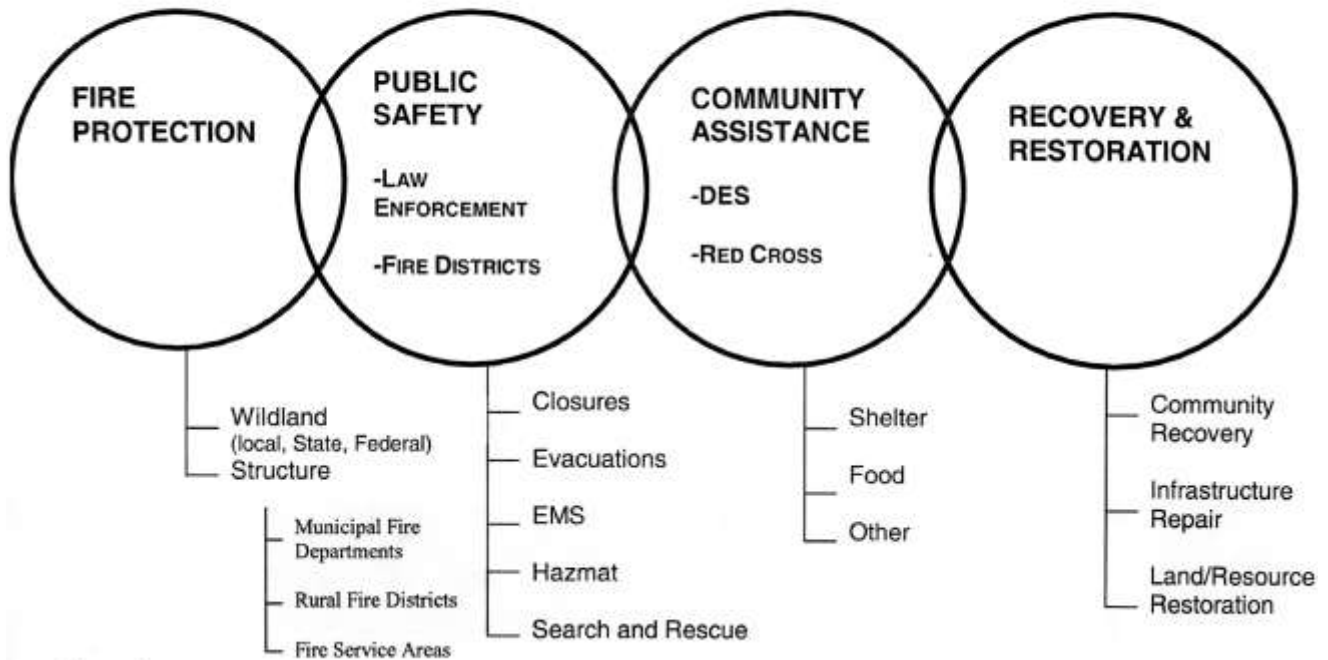 FIRE
PROTECTION
PUBLIC
SAFETY
-LAW
ENFORCEMENT
-FIRE DISTRICTS
COMMUNITY
ASSISTANCE
-DES
-RED CROSS
RECOVERY &
RESTORATION
Wildland
(local, State, Federal)
Structure
Municipal Fire
Departments
Rural Fire Districts
Fire Service Areas
Closures
Evacuations
EMS
Hazmat
Search and Rescue
Shelter
Food
Other
Community
Recovery
Infrastructure
Repair
Land/Resource
Restoration